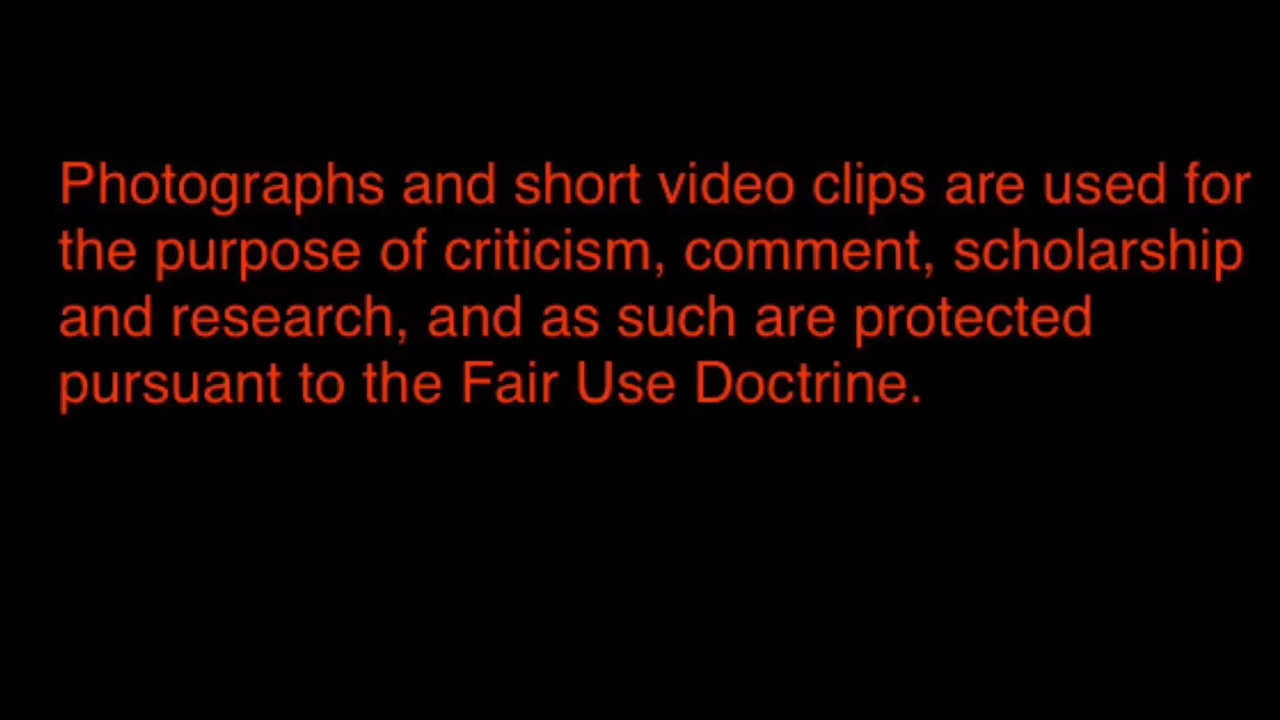 Photographs and short video clips are used for
the purpose of criticism, comment, scholarship
and research, and as such are protected
pursuant to the Fair Use Doctrine.